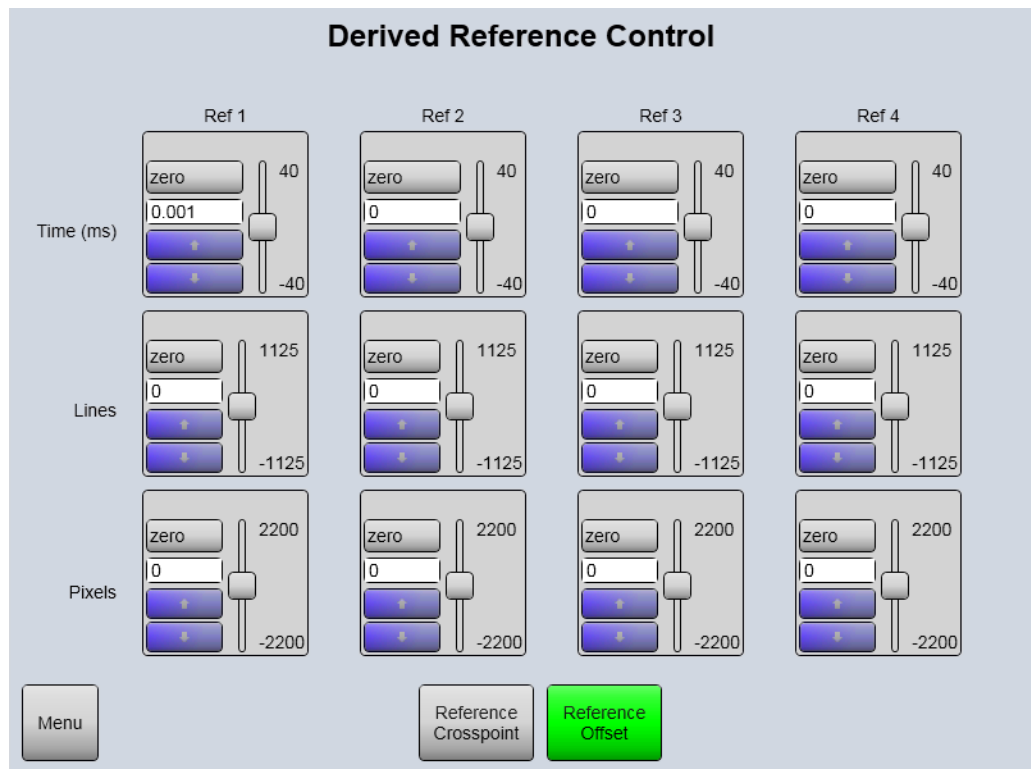 Derived Reference Control
Ref 1 Ref 2 Ref 3 Ref 4
Time (ms)
zero 40 zero 40 zero 40 zero 40
0.001 0 0 0
-40 -40 -40 -40
Lines
zero 1125 zero 1125 zero 1125 zero 1125
0 0 0 0
-1125 -1125 -1125 -1125
Pixels
zero 2200 zero 2200 zero 2200 zero 2200
0 0 0 0
-2200 -2200 -2200 -2200
Menu
Reference
Crosspoint
Reference
Offset